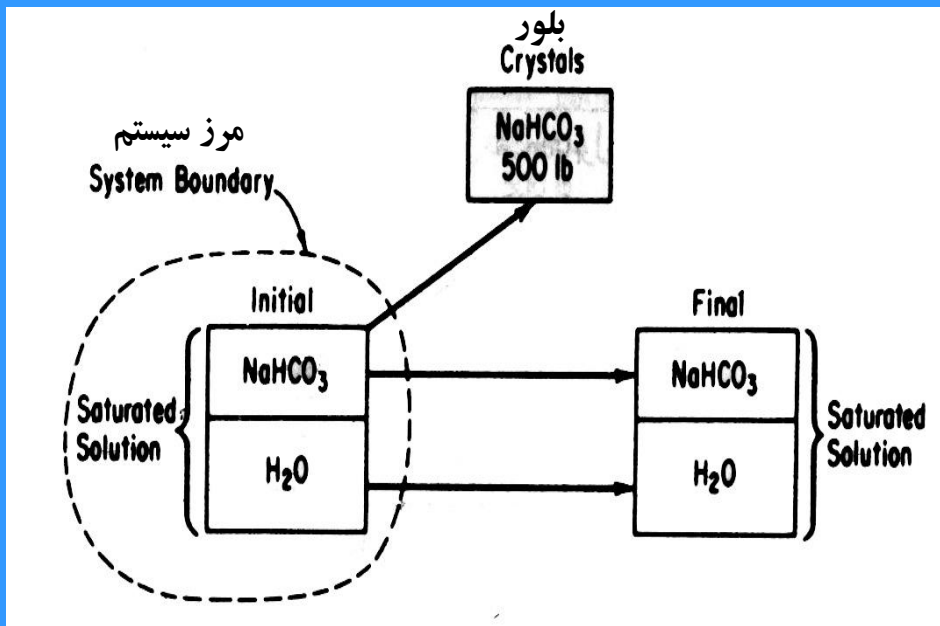 بلور
Crystals
NaHCO₃
500 lb
مرز سیستم
System Boundary
Initial
Final
NaHCO₃
NaHCO₃
Saturated
Solution
Saturated
Solution
H₂O
H₂O